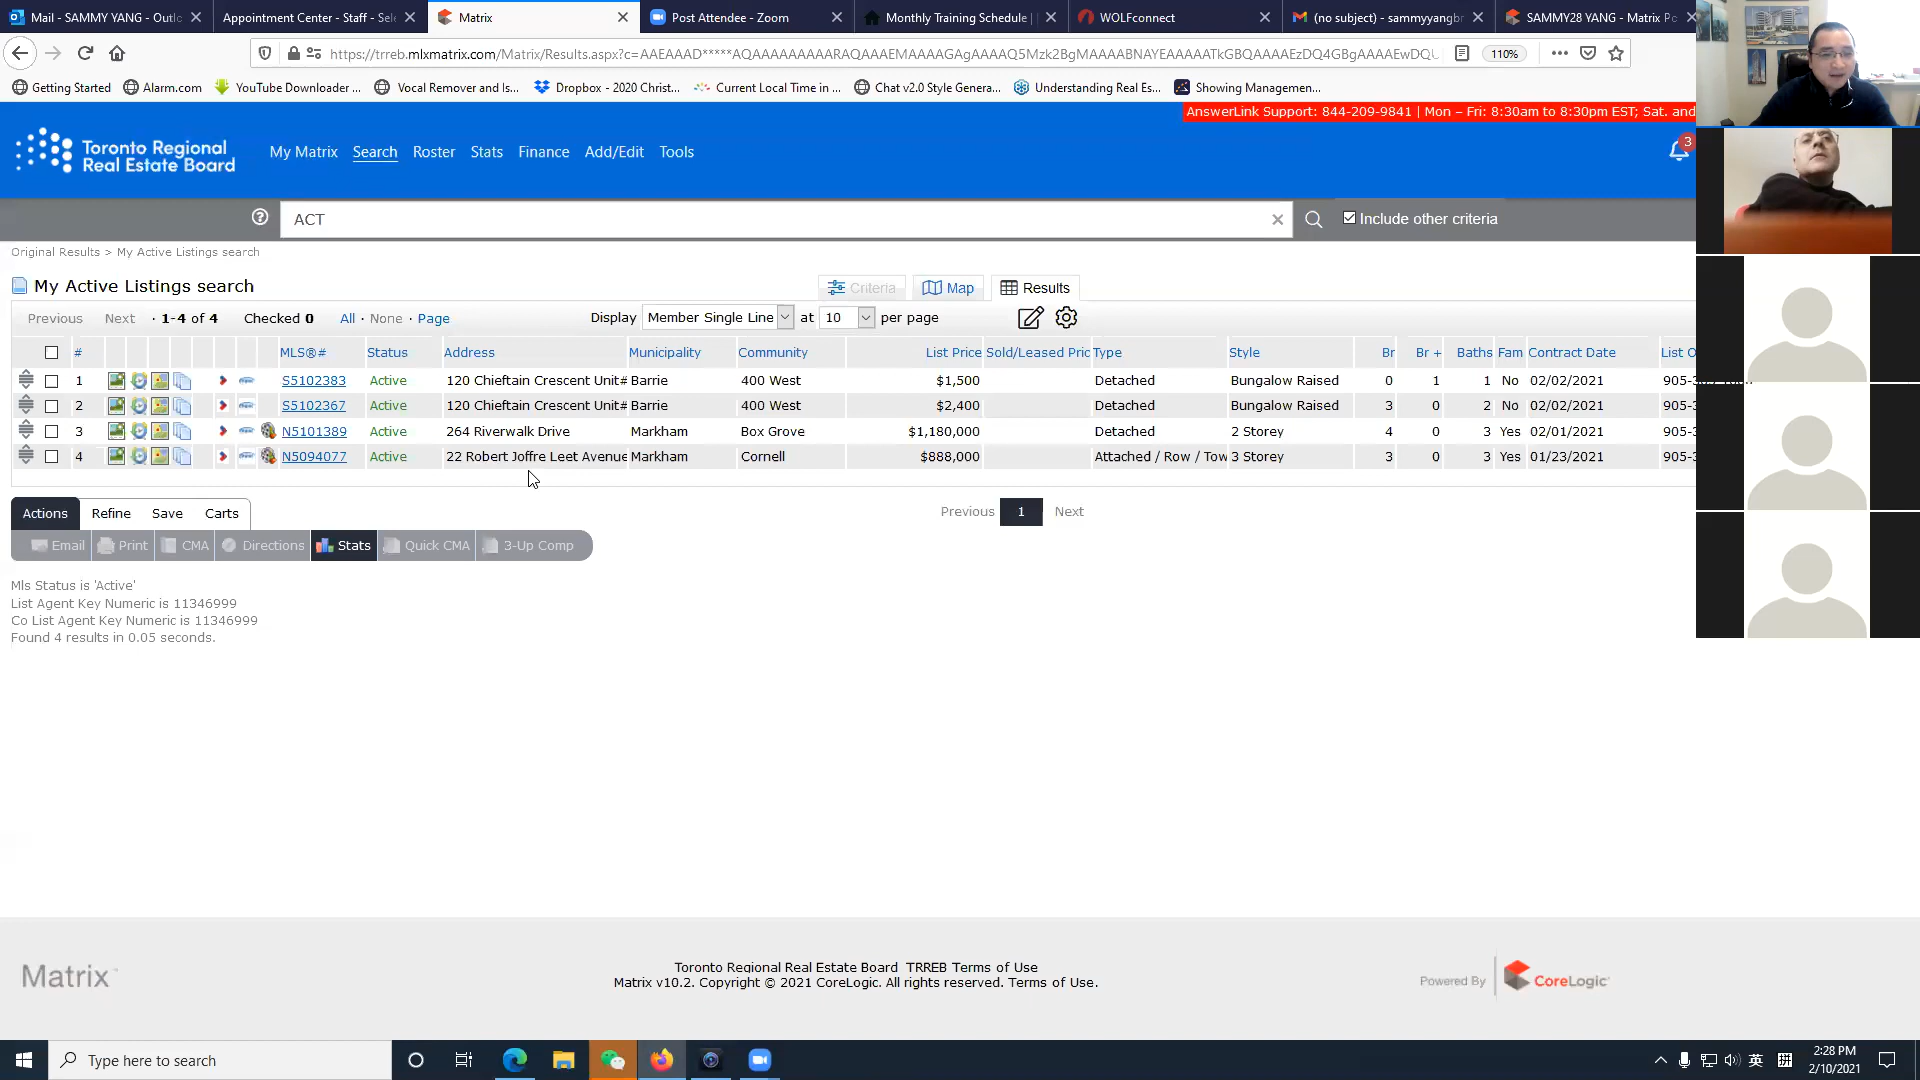 Mail - SAMMY YANG - Outlo
Appointment Center - Staff - Sele
Matrix
Post Attendee - Zoom
Monthly Training Schedule |
WOLFconnect
(no subject) - sammyyangbr
SAMMY28 YANG - Matrix Po
https://trreb.mlxmatrix.com/Matrix/Results.aspx?c=AAEAAAD*****AQAAAAAAAAARAQAAAEMAAAAGAgAAAAQ5Mzk2BgMAAAABNAYEAAAAATkGBQAAAAEzDQ4GBgAAAAEwDQU
110%
Getting Started
Alarm.com
YouTube Downloader ...
Vocal Remover and Is...
Dropbox - 2020 Christ...
Current Local Time in ...
Chat v2.0 Style Genera...
Understanding Real Es...
Showing Managemen...
AnswerLink Support: 844-209-9841 | Mon – Fri: 8:30am to 8:30pm EST; Sat. and
Toronto Regional
Real Estate Board
My Matrix Search Roster Stats Finance Add/Edit Tools
3
ACT
Include other criteria
Original Results > My Active Listings search
My Active Listings search
Criteria Map Results
Previous Next · 1-4 of 4 Checked 0 All · None · Page Display Member Single Line at 10 per page
# MLS®# Status Address Municipality Community List Price Sold/Leased Pric Type Style Br Br + Baths Fam Contract Date List O
1 S5102383 Active 120 Chieftain Crescent Unit# Barrie 400 West $1,500 Detached Bungalow Raised 0 1 1 No 02/02/2021
2 S5102367 Active 120 Chieftain Crescent Unit# Barrie 400 West $2,400 Detached Bungalow Raised 3 0 2 No 02/02/2021 905-3
3 N5101389 Active 264 Riverwalk Drive Markham Box Grove $1,180,000 Detached 2 Storey 4 0 3 Yes 02/01/2021 905-3
4 N5094077 Active 22 Robert Joffre Leet Avenue Markham Cornell $888,000 Attached / Row / Tow 3 Storey 3 0 3 Yes 01/23/2021 905-3
Actions Refine Save Carts
Previous 1 Next
Email Print CMA Directions Stats Quick CMA 3-Up Comp
Mls Status is 'Active'
List Agent Key Numeric is 11346999
Co List Agent Key Numeric is 11346999
Found 4 results in 0.05 seconds.
Matrix™
Toronto Regional Real Estate Board TRREB Terms of Use
Matrix v10.2. Copyright © 2021 CoreLogic. All rights reserved. Terms of Use.
Powered By CoreLogic
Type here to search
英
拼
2:28 PM
2/10/2021